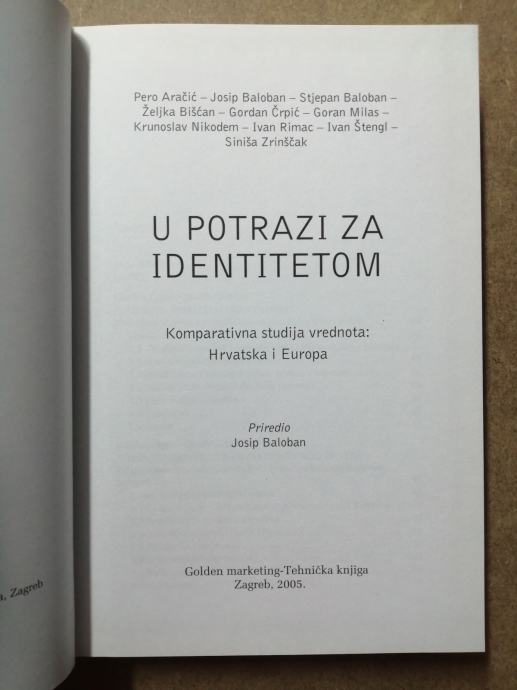 Pero Aračić – Josip Baloban – Stjepan Baloban –
Željka Bišćan – Gordan Črpić – Goran Milas –
Krunoslav Nikodem – Ivan Rimac – Ivan Štengl –
Siniša Zrinščak
U POTRAZI ZA
IDENTITETOM
Komparativna studija vrednota:
Hrvatska i Europa
Priredio
Josip Baloban
Golden marketing-Tehnička knjiga
Zagreb, 2005.
Zagreb